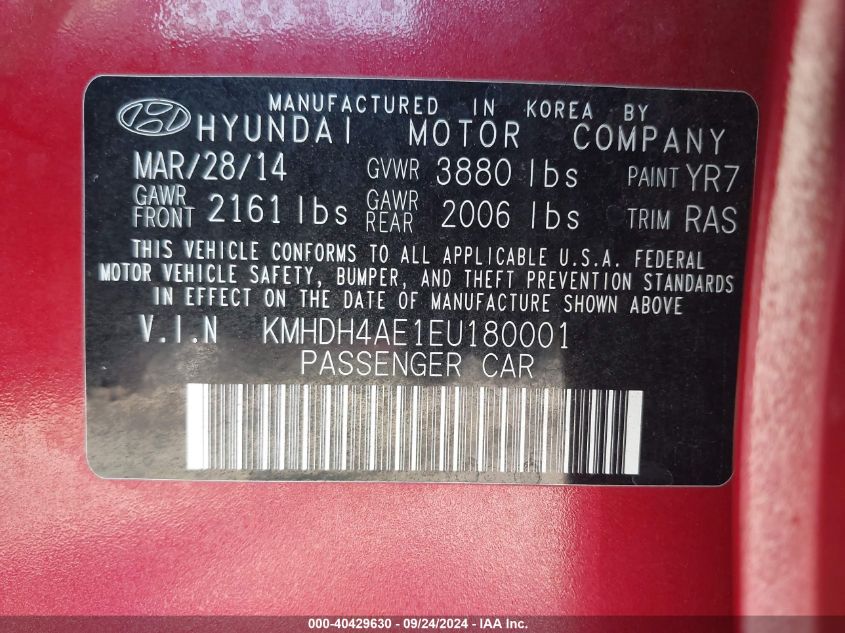 MANUFACTURED IN KOREA BY
HYUNDAI MOTOR COMPANY
MAR/28/14 GVWR 3880 lbs PAINT YR7
GAWR FRONT 2161 lbs GAWR REAR 2006 lbs TRIM RAS
THIS VEHICLE CONFORMS TO ALL APPLICABLE U.S.A. FEDERAL
MOTOR VEHICLE SAFETY, BUMPER, AND THEFT PREVENTION STANDARDS
IN EFFECT ON THE DATE OF MANUFACTURE SHOWN ABOVE
V.I.N KMHDH4AE1EU180001
PASSENGER CAR
000-40429630 - 09/24/2024 - IAA Inc.